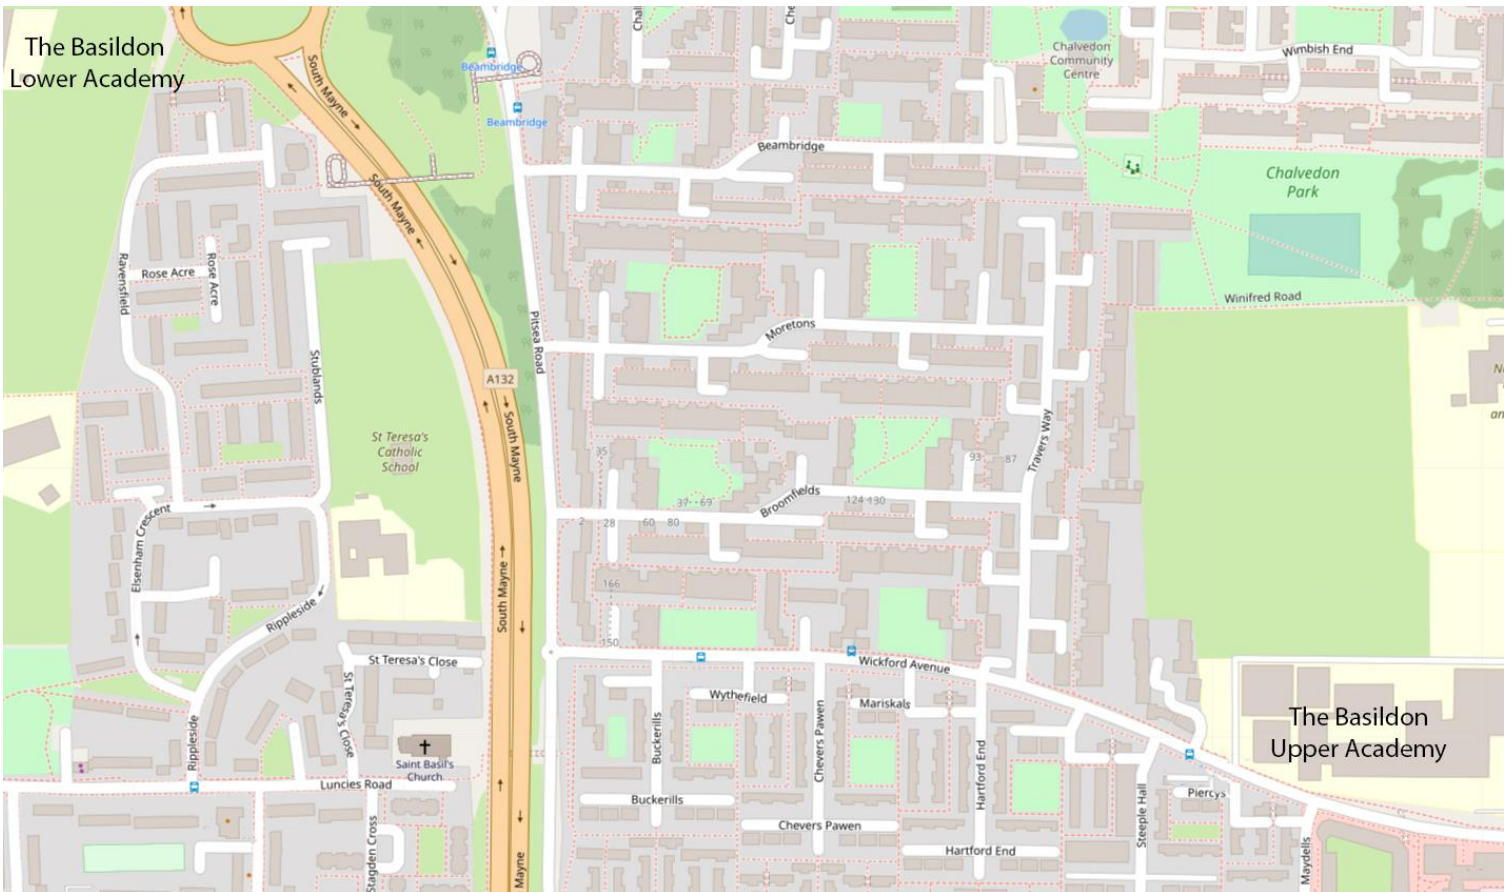 The Basildon
Lower Academy
South Mayne
Beambridge
Beambridge
Chalvedon
Community
Centre
Wimbish End
Beambridge
Chalvedon
Park
South Mayne
Ravensfield
Rose Acre
Rose Acre
Pitsea Road
Moretons
Winifred Road
Stublands
A132
South Mayne
St Teresa's
Catholic
School
Travers Way
35
93
87
37
69
Broomfields
124
130
2
28
60
80
Elsenham Crescent
South Mayne
166
150
Rippleside
St Teresa's Close
Wickford Avenue
St Teresa's Close
Wythefield
Mariskals
The Basildon
Upper Academy
Rippleside
Buckerills
Chevers Pawen
Hartford End
Saint Basil's
Church
Luncies Road
Buckerills
Piercys
Steeple Hall
Chevers Pawen
Stagden Cross
Mayne
Hartford End
Maydells